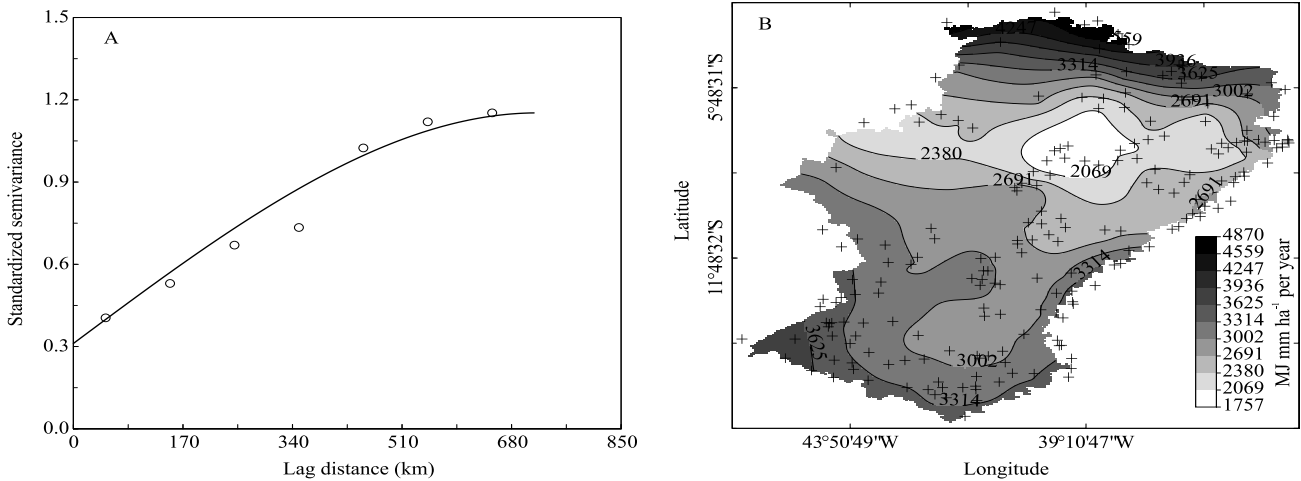 A
Standardized semivariance
1.5
1.2
0.9
0.6
0.3
0.0
0 170 340 510 680 850
Lag distance (km)
B
Latitude
5°48'31"S
11°48'32"S
4247
3936
3314
3625
3002
2691
2380
2069
2691
2691
3314
3625
3002
3314
4870
4559
4247
3936
3625
3314
3002
2691
2380
2069
1757
MJ mm ha⁻¹ per year
43°50'49"W 39°10'47"W
Longitude